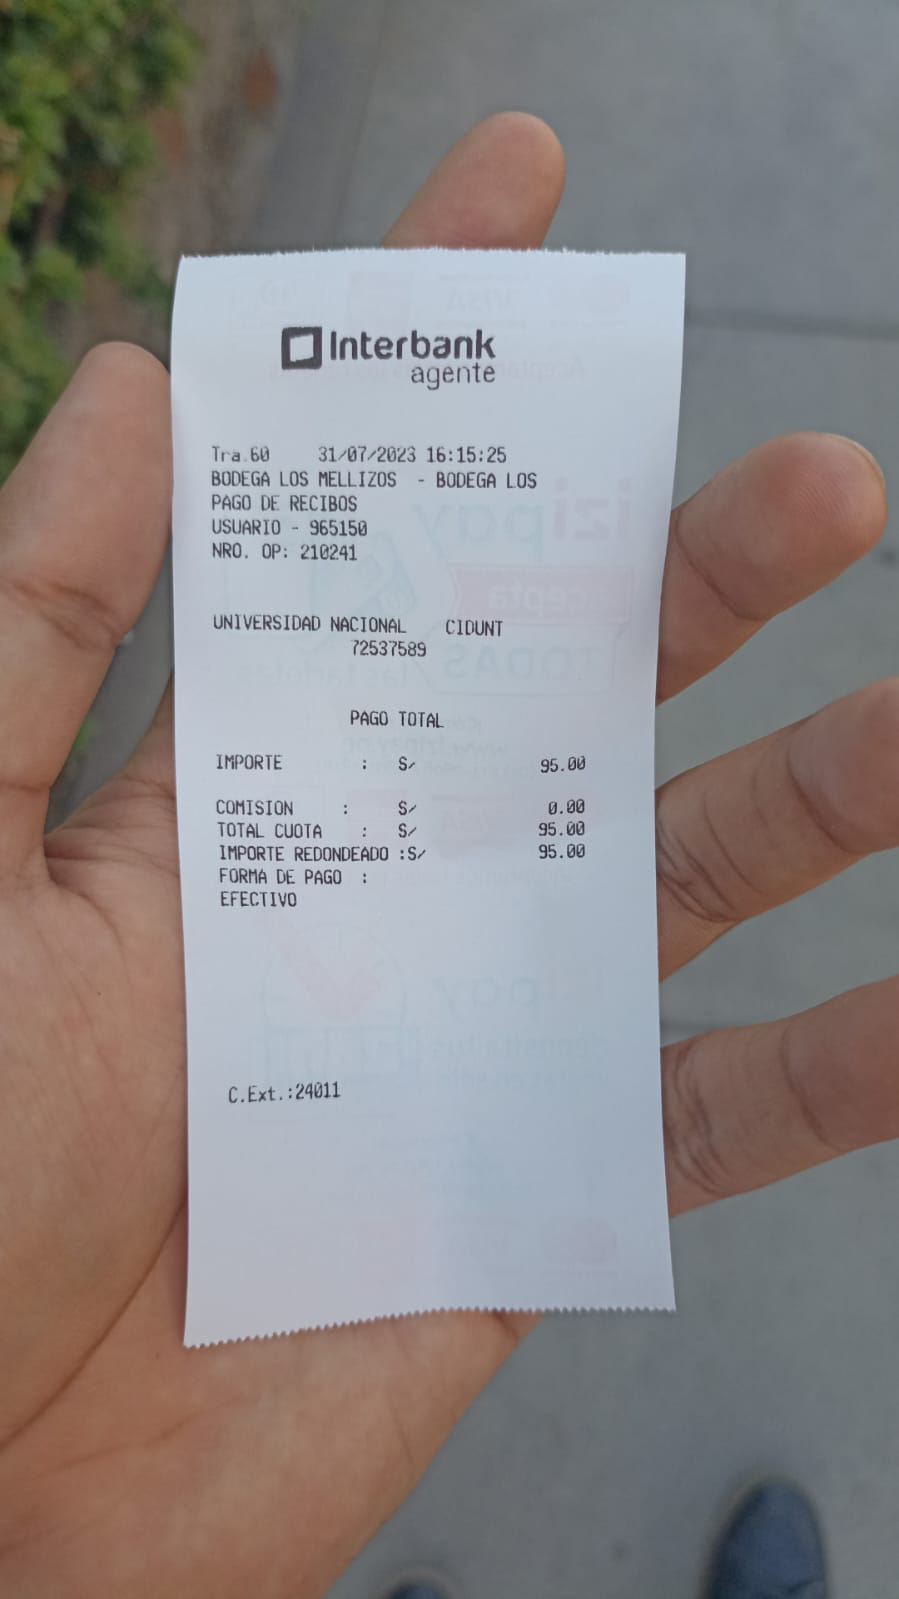 Interbank
agente
Tra.60 31/07/2023 16:15:25
BODEGA LOS MELLIZOS - BODEGA LOS
PAGO DE RECIBOS
USUARIO - 965150
NRO. OP: 210241
UNIVERSIDAD NACIONAL CIDUNT
72537589
PAGO TOTAL
IMPORTE : S/ 95.00
COMISION : S/ 0.00
TOTAL CUOTA : S/ 95.00
IMPORTE REDONDEADO :S/ 95.00
FORMA DE PAGO :
EFECTIVO
C.Ext.:24011